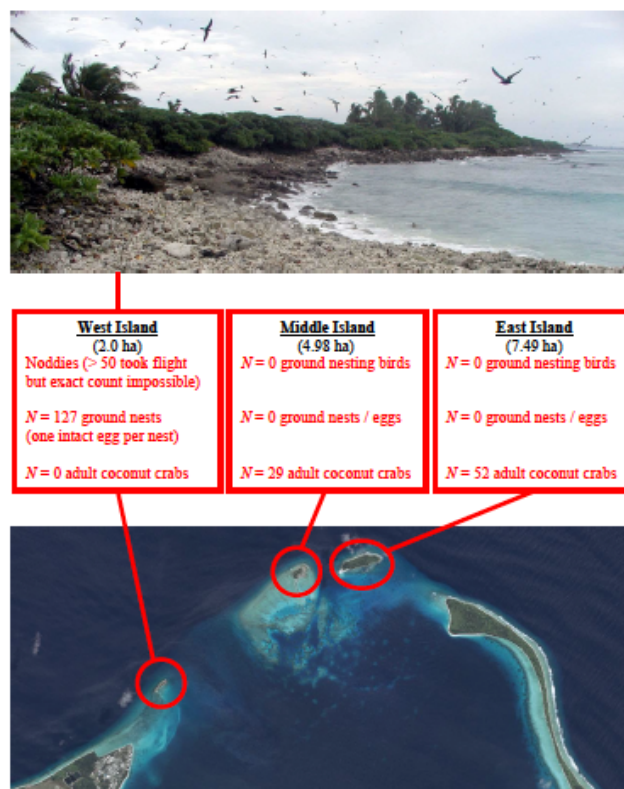 West Island
(2.0 ha)
Noddies (> 50 took flight
but exact count impossible)
N = 127 ground nests
(one intact egg per nest)
N = 0 adult coconut crabs
Middle Island
(4.98 ha)
N = 0 ground nesting birds
N = 0 ground nests / eggs
N = 29 adult coconut crabs
East Island
(7.49 ha)
N = 0 ground nesting birds
N = 0 ground nests / eggs
N = 52 adult coconut crabs